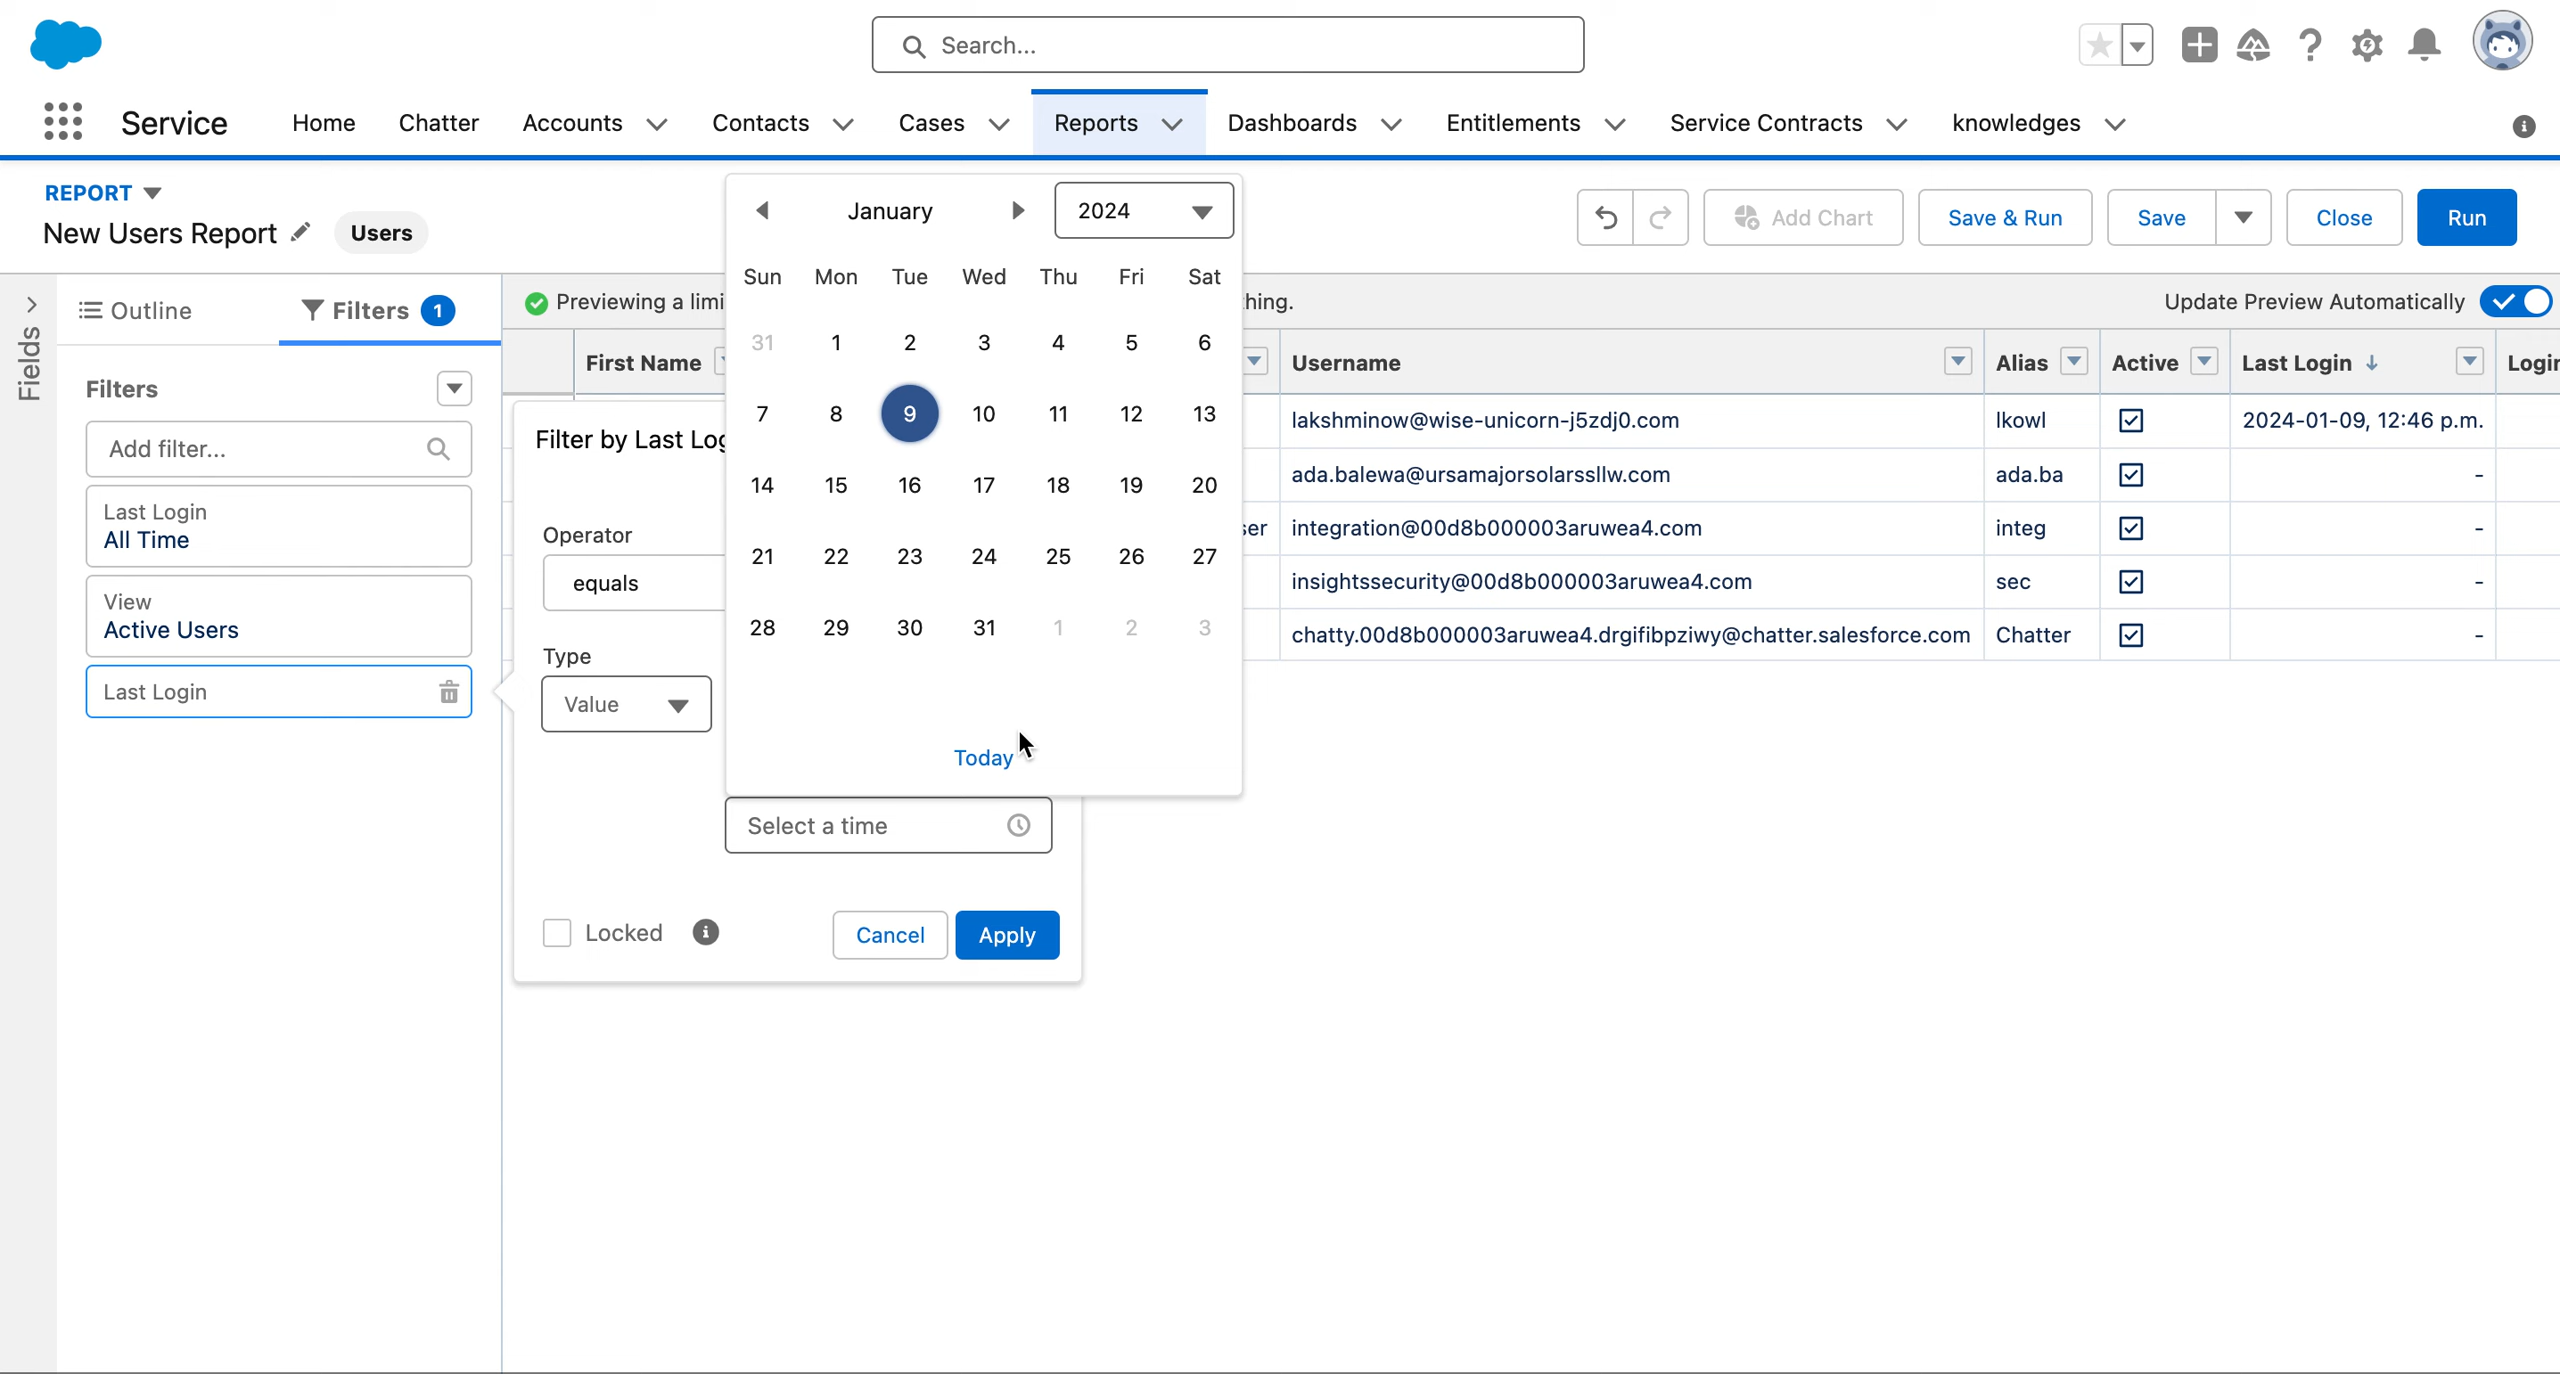 Search...
Service
Home
Chatter
Accounts
Contacts
Cases
Reports
Dashboards
Entitlements
Service Contracts
knowledges
REPORT
New Users Report
Users
Add Chart
Save & Run
Save
Close
Run
Fields
Outline
Filters 1
Filters
Add filter...
Last Login
All Time
View
Active Users
Last Login
Previewing a limi
hing.
Update Preview Automatically
First Name
Username
Alias
Active
Last Login
Login
lakshminow@wise-unicorn-j5zdj0.com
lkowl
2024-01-09, 12:46 p.m.
ada.balewa@ursamajorsolarssllw.com
ada.ba
-
ser
integration@00d8b000003aruwea4.com
integ
-
insightssecurity@00d8b000003aruwea4.com
sec
-
chatty.00d8b000003aruwea4.drgifibpziwy@chatter.salesforce.com
Chatter
-
Filter by Last Log
Operator
equals
Type
Value
January
2024
Sun Mon Tue Wed Thu Fri Sat
31 1 2 3 4 5 6
7 8 9 10 11 12 13
14 15 16 17 18 19 20
21 22 23 24 25 26 27
28 29 30 31 1 2 3
Today
Select a time
Locked
Cancel
Apply